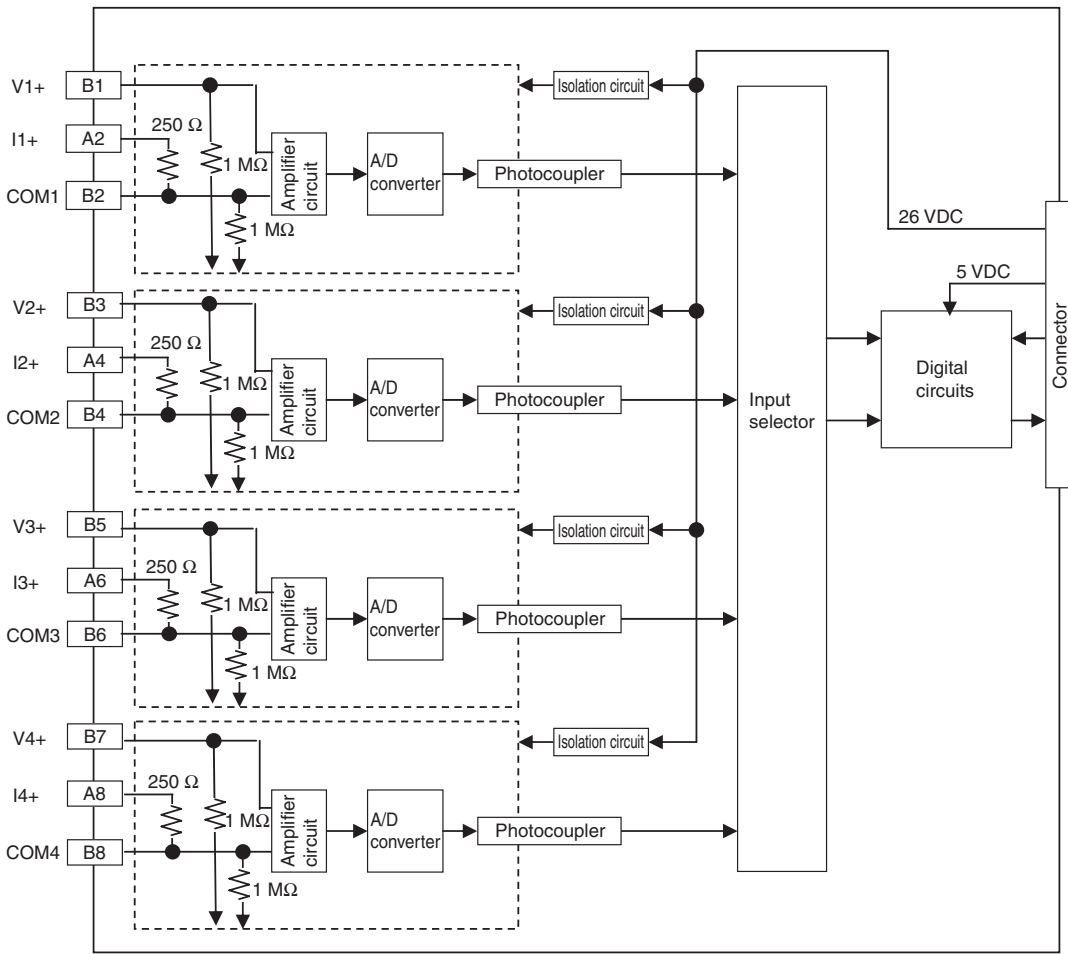 V1+
B1
Isolation circuit
250 Ω
I1+
A2
1 MΩ
Amplifier
circuit
A/D
converter
Photocoupler
COM1
B2
1 MΩ
26 VDC
5 VDC
V2+
B3
Isolation circuit
250 Ω
I2+
A4
1 MΩ
Amplifier
circuit
A/D
converter
Photocoupler
COM2
B4
1 MΩ
Input
selector
Digital
circuits
Connector
V3+
B5
Isolation circuit
250 Ω
I3+
A6
1 MΩ
Amplifier
circuit
A/D
converter
Photocoupler
COM3
B6
1 MΩ
V4+
B7
Isolation circuit
250 Ω
I4+
A8
1 MΩ
Amplifier
circuit
A/D
converter
Photocoupler
COM4
B8
1 MΩ